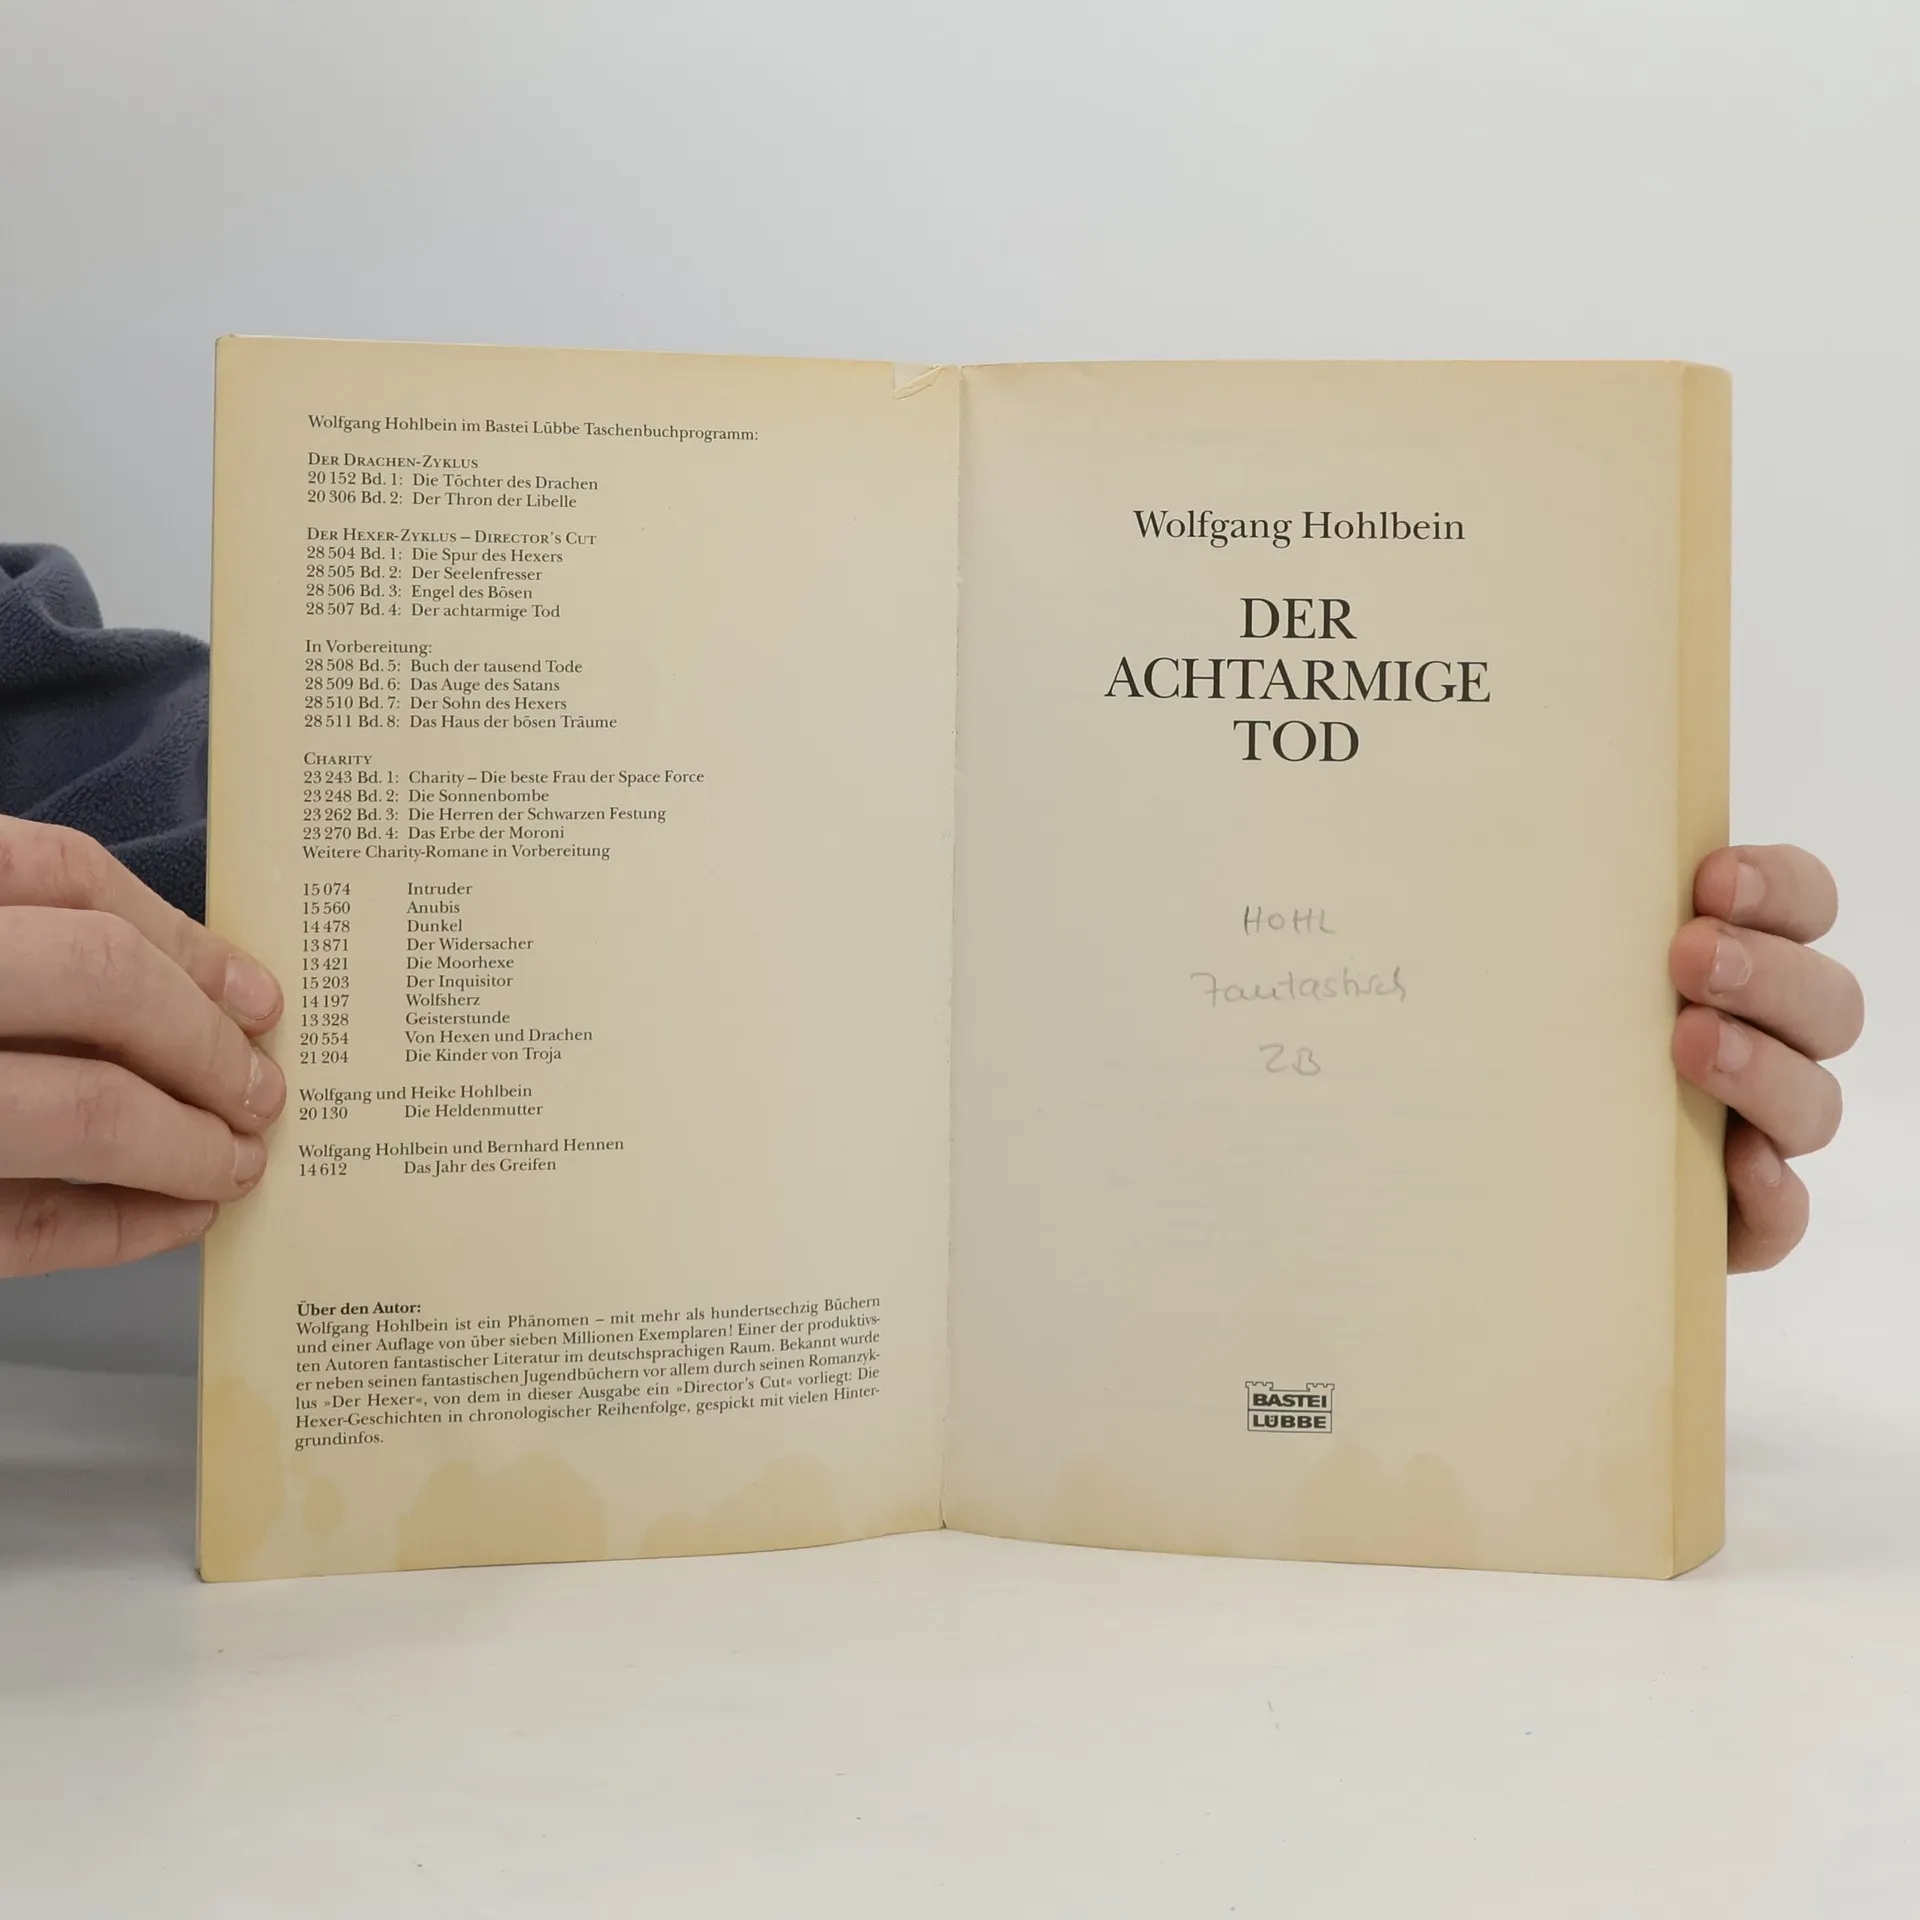 Wolfgang Hohlbein im Bastei Lübbe Taschenbuchprogramm:
DER DRACHEN-ZYKLUS
20 152 Bd. 1: Die Töchter des Drachen
20 306 Bd. 2: Der Thron der Libelle
DER HEXER-ZYKLUS – DIRECTOR'S CUT
28 504 Bd. 1: Die Spur des Hexers
28 505 Bd. 2: Der Seelenfresser
28 506 Bd. 3: Engel des Bösen
28 507 Bd. 4: Der achtarmige Tod
In Vorbereitung:
28 508 Bd. 5: Buch der tausend Tode
28 509 Bd. 6: Das Auge des Satans
28 510 Bd. 7: Der Sohn des Hexers
28 511 Bd. 8: Das Haus der bösen Träume
CHARITY
23 243 Bd. 1: Charity – Die beste Frau der Space Force
23 248 Bd. 2: Die Sonnenbombe
23 262 Bd. 3: Die Herren der Schwarzen Festung
23 270 Bd. 4: Das Erbe der Moroni
Weitere Charity-Romane in Vorbereitung
15 074 Intruder
15 560 Anubis
14 478 Dunkel
13 871 Der Widersacher
13 421 Die Moorhexe
15 203 Der Inquisitor
14 197 Wolfsherz
13 328 Geisterstunde
20 554 Von Hexen und Drachen
21 204 Die Kinder von Troja
Wolfgang und Heike Hohlbein
20 130 Die Heldenmutter
Wolfgang Hohlbein und Bernhard Hennen
14 612 Das Jahr des Greifen
Über den Autor:
Wolfgang Hohlbein ist ein Phänomen – mit mehr als hundertsechzig Büchern
und einer Auflage von über sieben Millionen Exemplaren! Einer der produktivs-
ten Autoren fantastischer Literatur im deutschsprachigen Raum. Bekannt wurde
er neben seinen fantastischen Jugendbüchern vor allem durch seinen Romanzyk-
lus »Der Hexer«, von dem in dieser Ausgabe ein »Director's Cut« vorliegt: Die
Hexer-Geschichten in chronologischer Reihenfolge, gespickt mit vielen Hinter-
grundinfos.
Wolfgang Hohlbein
DER
ACHTARMIGE
TOD
HOHL
Fantastisch
ZB
BASTEI
LÜBBE